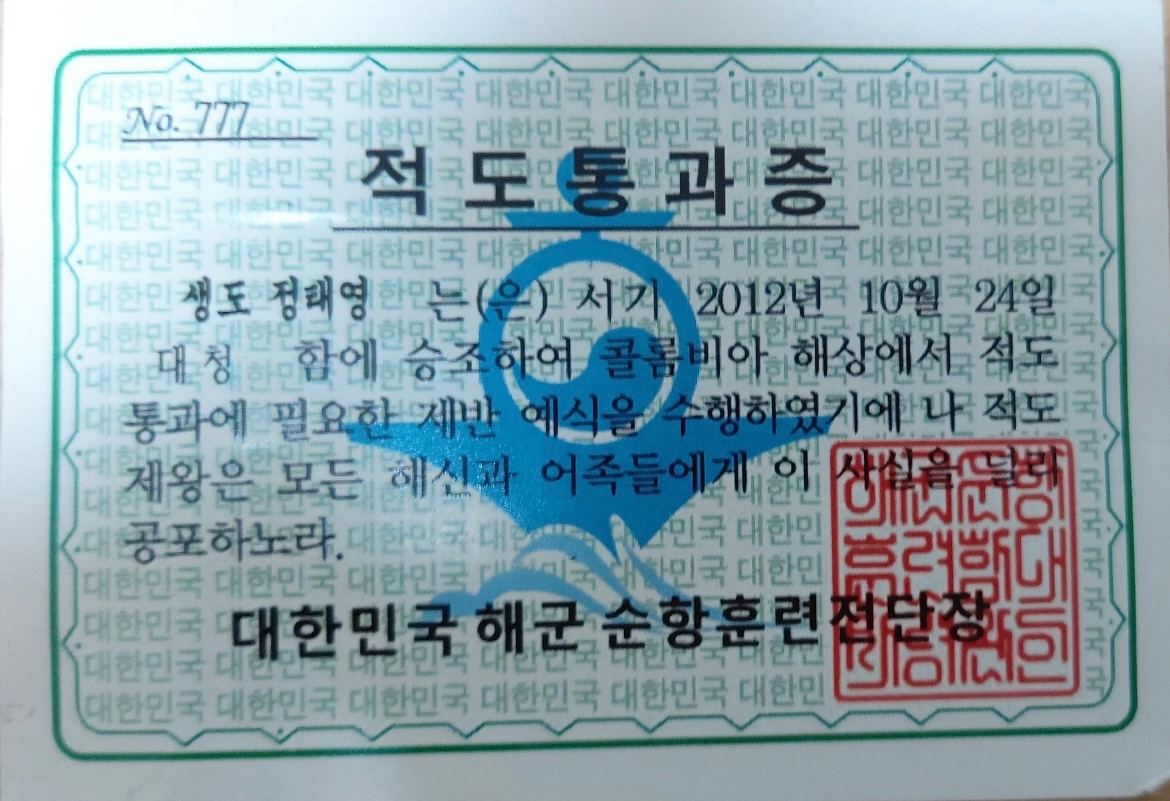 No. 777
적도통과증
생도 정태영 는(은) 서기 2012년 10월 24일
대청 함에 승조하여 콜롬비아 해상에서 적도
통과에 필요한 제반 예식을 수행하였기에 나 적도
제왕은 모든 해신과 어족들에게 이 사실을 널리
공포하노라.
대한민국 해군 순항훈련전단장